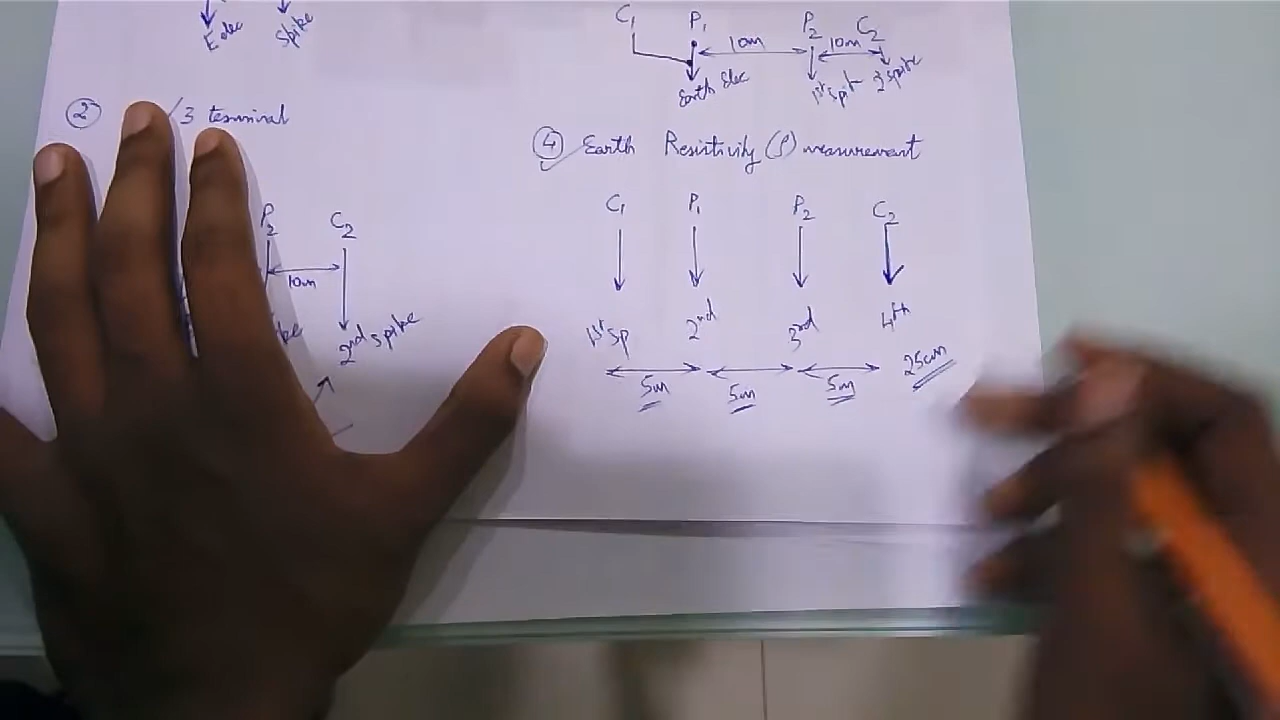 E elec
Spike
② 3 terminal
P2 C2
10m
2nd spike
C1 P1 P2 C2
10m 10m
Earth Elec 1st spik 2 spike
④ Earth Resistivity (ρ) measurement
C1 P1 P2 C2
1st Sp 2nd 3rd 4th
5m 5m 5m 25cm